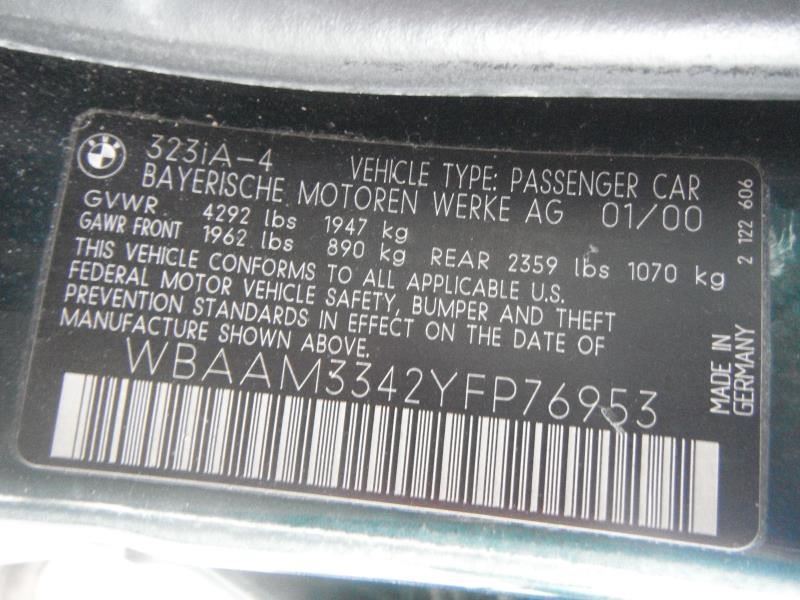 BMW
323iA-4 VEHICLE TYPE: PASSENGER CAR
BAYERISCHE MOTOREN WERKE AG 01/00
GVWR 4292 lbs 1947 kg
GAWR FRONT 1962 lbs 890 kg REAR 2359 lbs 1070 kg
THIS VEHICLE CONFORMS TO ALL APPLICABLE U.S.
FEDERAL MOTOR VEHICLE SAFETY, BUMPER AND THEFT
PREVENTION STANDARDS IN EFFECT ON THE DATE OF
MANUFACTURE SHOWN ABOVE.
WBAAM3342YFP76953
2 122 606
MADE IN
GERMANY